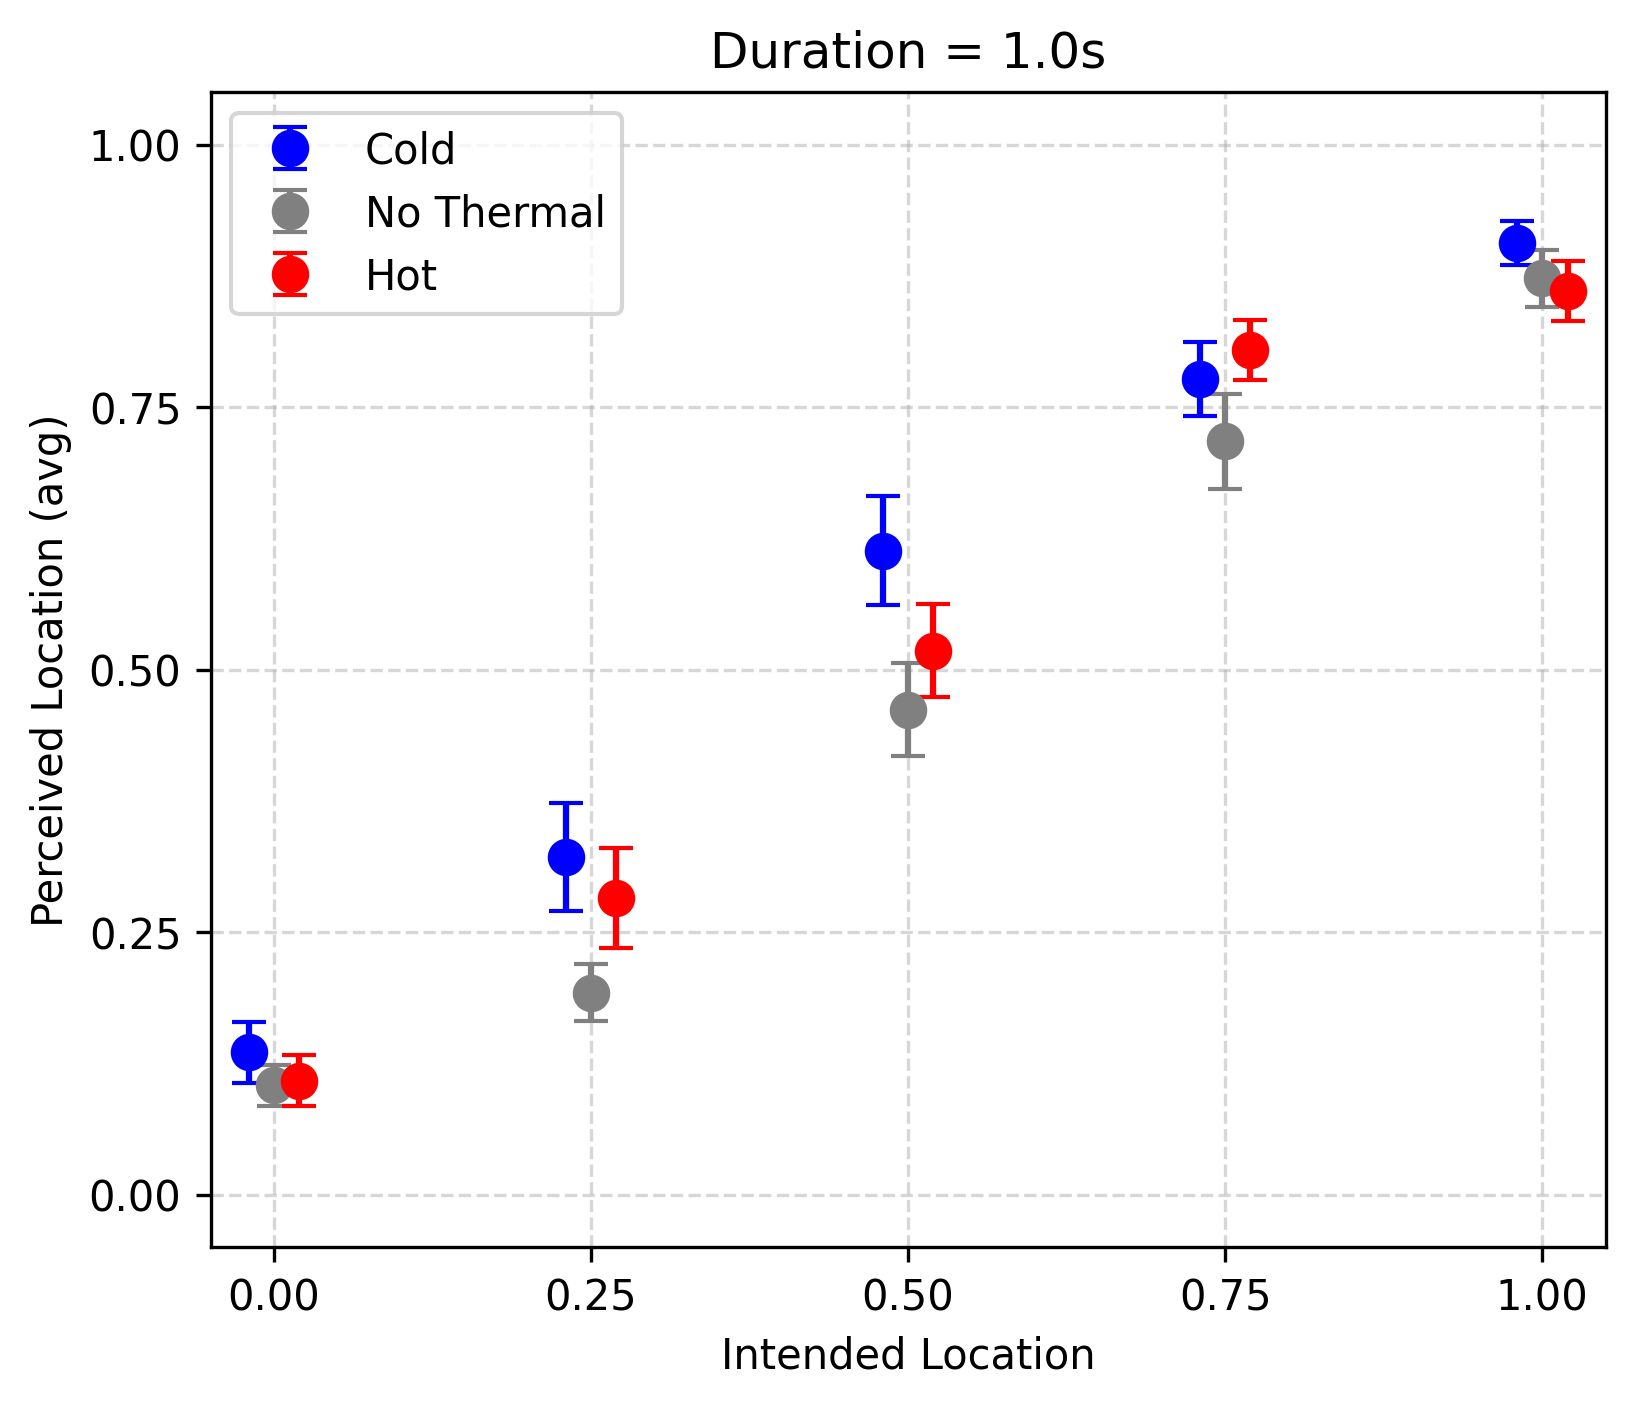 Duration = 1.0s
Cold
No Thermal
Hot
1.00
0.75
0.50
0.25
0.00
Perceived Location (avg)
0.00 0.25 0.50 0.75 1.00
Intended Location